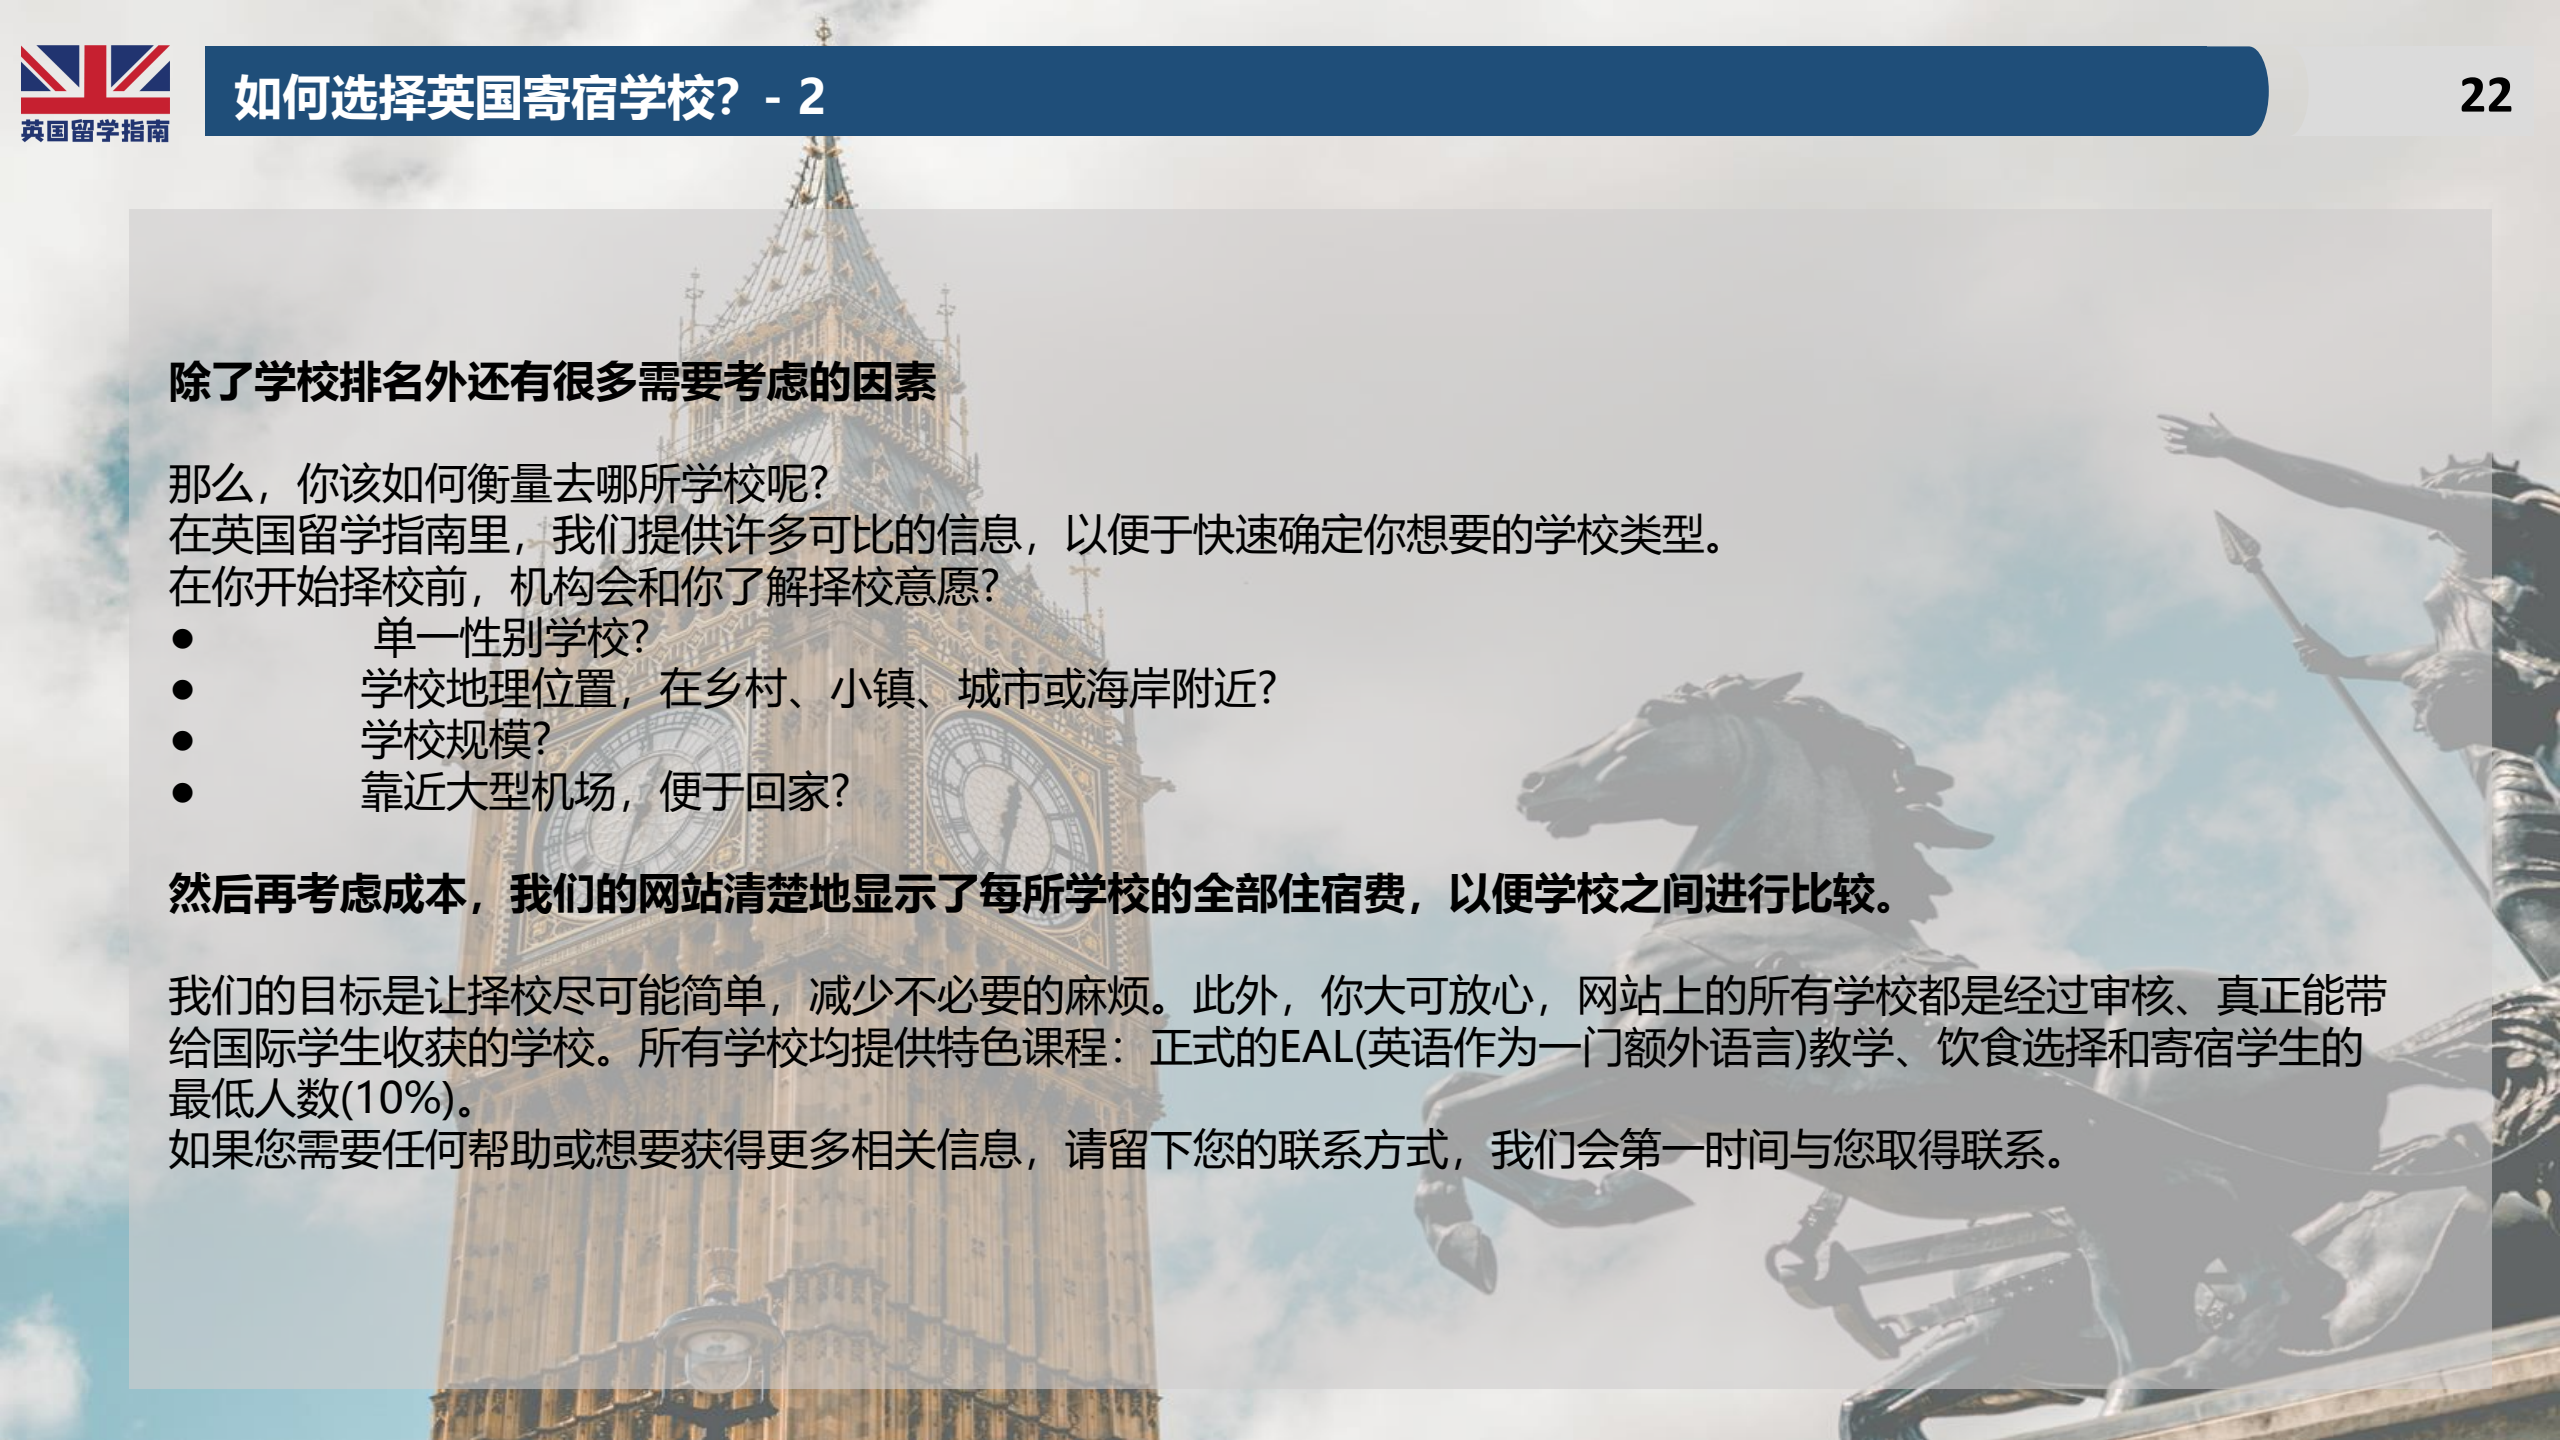 英国留学指南
如何选择英国寄宿学校？- 2
22
除了学校排名外还有很多需要考虑的因素
那么，你该如何衡量去哪所学校呢?
在英国留学指南里，我们提供许多可比的信息，以便于快速确定你想要的学校类型。
在你开始择校前，机构会和你了解择校意愿?
● 单一性别学校?
● 学校地理位置，在乡村、小镇、城市或海岸附近?
● 学校规模?
● 靠近大型机场，便于回家?
然后再考虑成本，我们的网站清楚地显示了每所学校的全部住宿费，以便学校之间进行比较。
我们的目标是让择校尽可能简单，减少不必要的麻烦。此外，你大可放心，网站上的所有学校都是经过审核、真正能带
给国际学生收获的学校。所有学校均提供特色课程：正式的EAL(英语作为一门额外语言)教学、饮食选择和寄宿学生的
最低人数(10%)。
如果您需要任何帮助或想要获得更多相关信息，请留下您的联系方式，我们会第一时间与您取得联系。